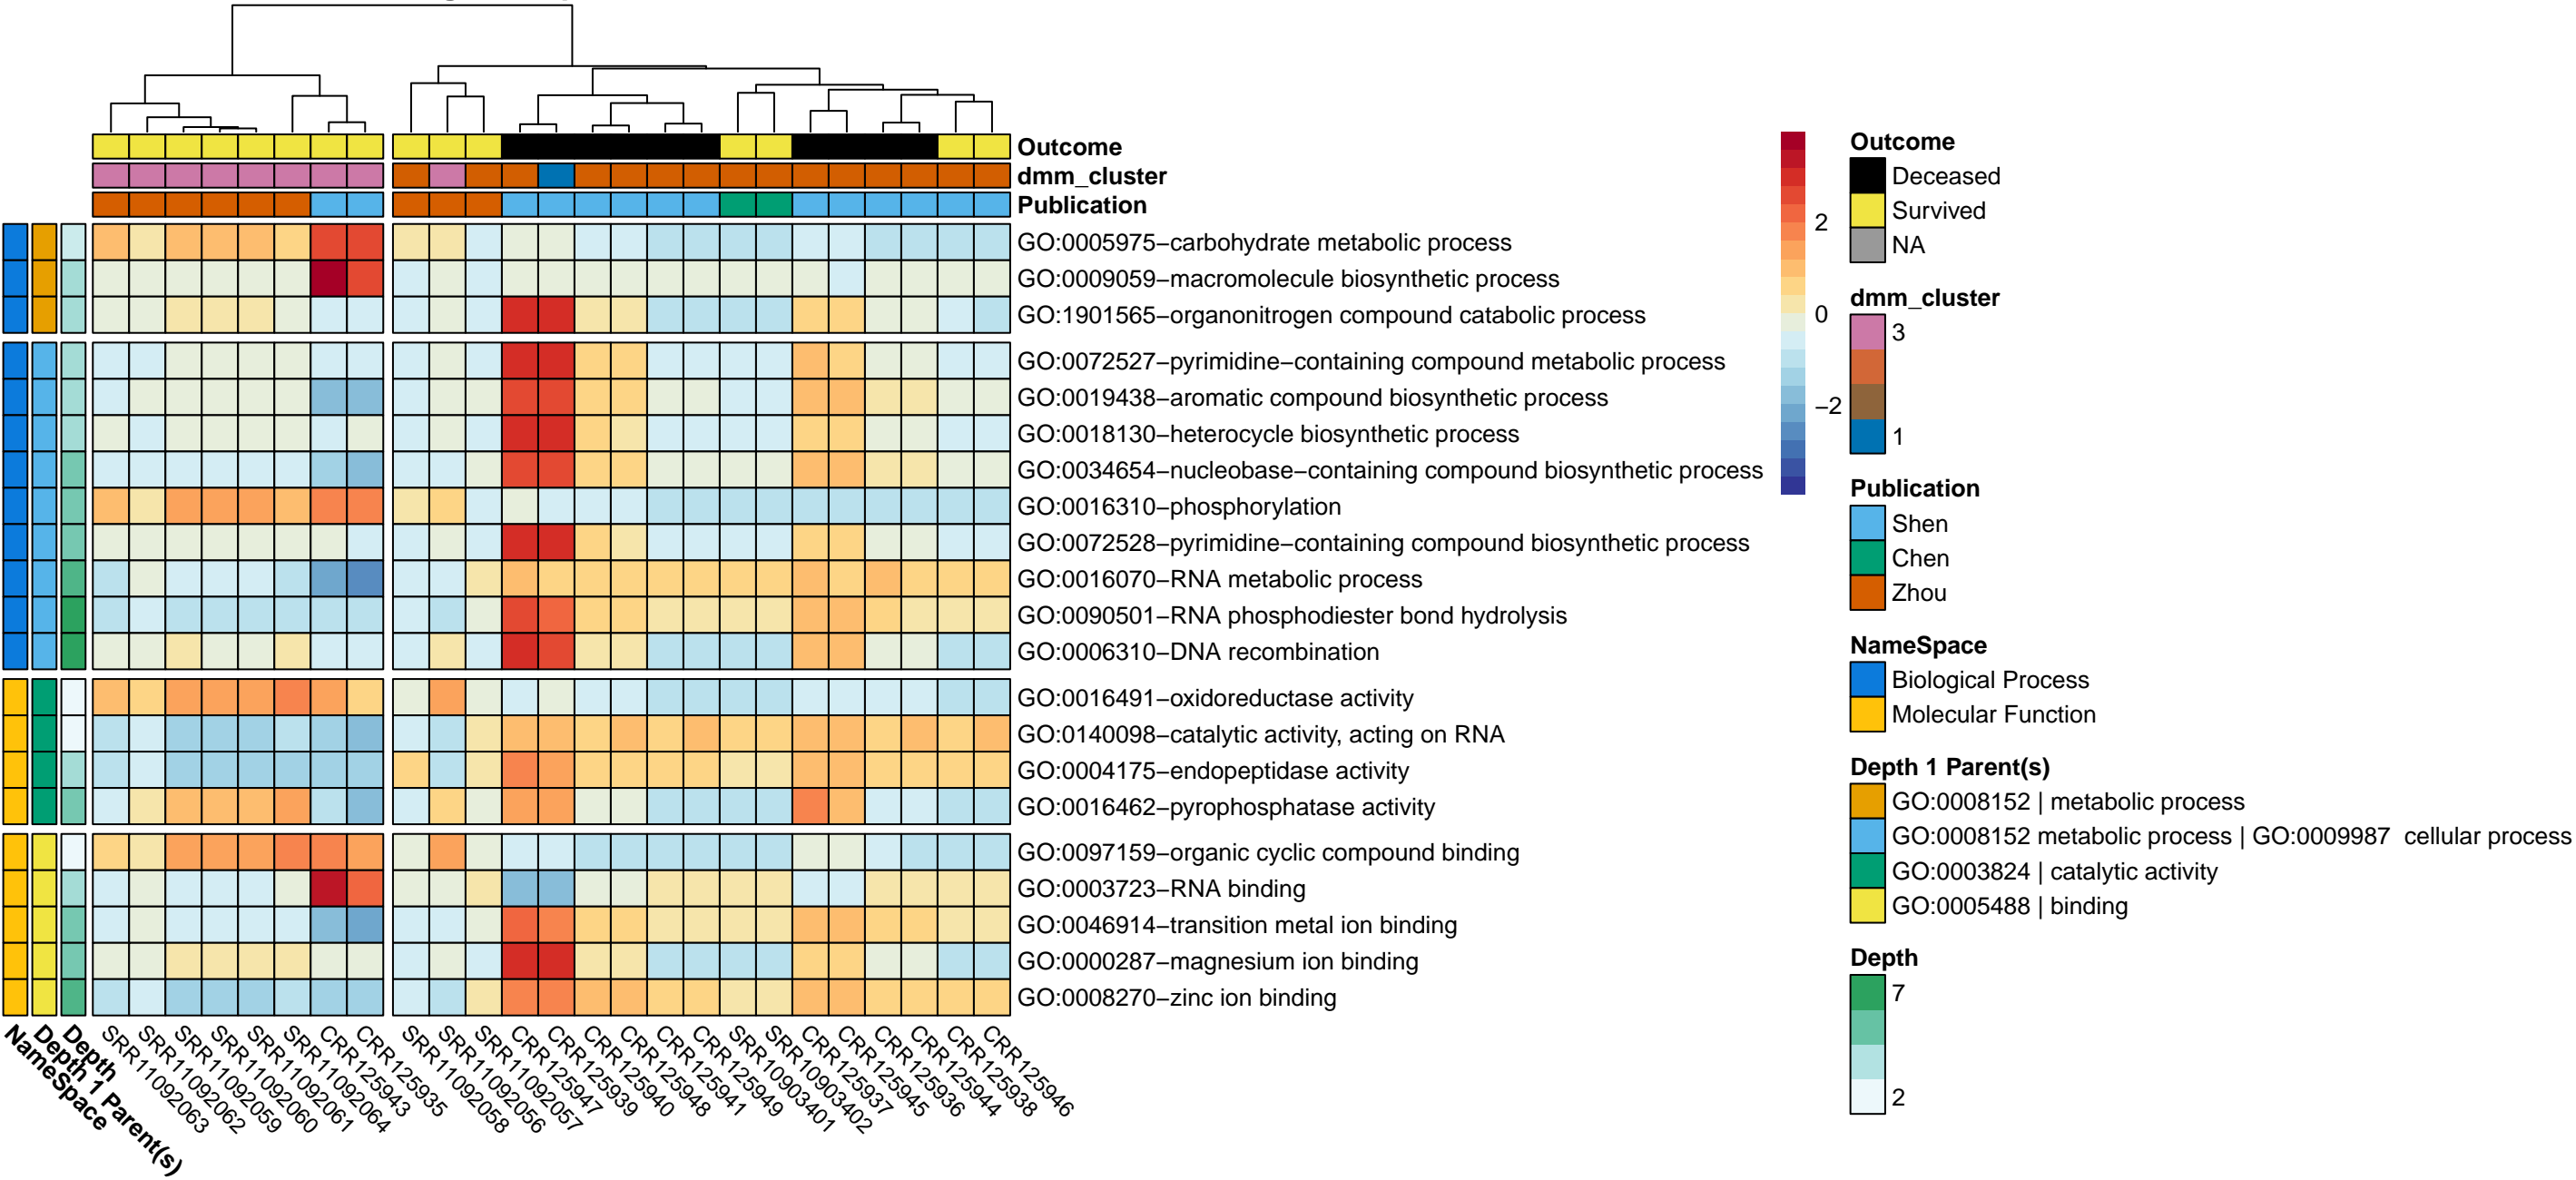 Outcome
dmm_cluster
Publication
GO:0005975−carbohydrate metabolic process
GO:0009059−macromolecule biosynthetic process
GO:1901565−organonitrogen compound catabolic process
GO:0072527−pyrimidine−containing compound metabolic process
GO:0019438−aromatic compound biosynthetic process
GO:0018130−heterocycle biosynthetic process
GO:0034654−nucleobase−containing compound biosynthetic process
GO:0016310−phosphorylation
GO:0072528−pyrimidine−containing compound biosynthetic process
GO:0016070−RNA metabolic process
GO:0090501−RNA phosphodiester bond hydrolysis
GO:0006310−DNA recombination
GO:0016491−oxidoreductase activity
GO:0140098−catalytic activity, acting on RNA
GO:0004175−endopeptidase activity
GO:0016462−pyrophosphatase activity
GO:0097159−organic cyclic compound binding
GO:0003723−RNA binding
GO:0046914−transition metal ion binding
GO:0000287−magnesium ion binding
GO:0008270−zinc ion binding
NameSpace
Depth 1 Parent(s)
Depth
SRR11092063
SRR11092062
SRR11092059
SRR11092060
SRR11092061
SRR11092064
CRR125943
CRR125935
SRR11092058
SRR11092056
SRR11092057
CRR125947
CRR125939
CRR125940
CRR125948
CRR125941
CRR125949
SRR10903401
SRR10903402
CRR125937
CRR125945
CRR125936
CRR125944
CRR125938
CRR125946
2
0
−2
Outcome
Deceased
Survived
NA
dmm_cluster
3
1
Publication
Shen
Chen
Zhou
NameSpace
Biological Process
Molecular Function
Depth 1 Parent(s)
GO:0008152 | metabolic process
GO:0008152 metabolic process | GO:0009987  cellular process
GO:0003824 | catalytic activity
GO:0005488 | binding
Depth
7
2